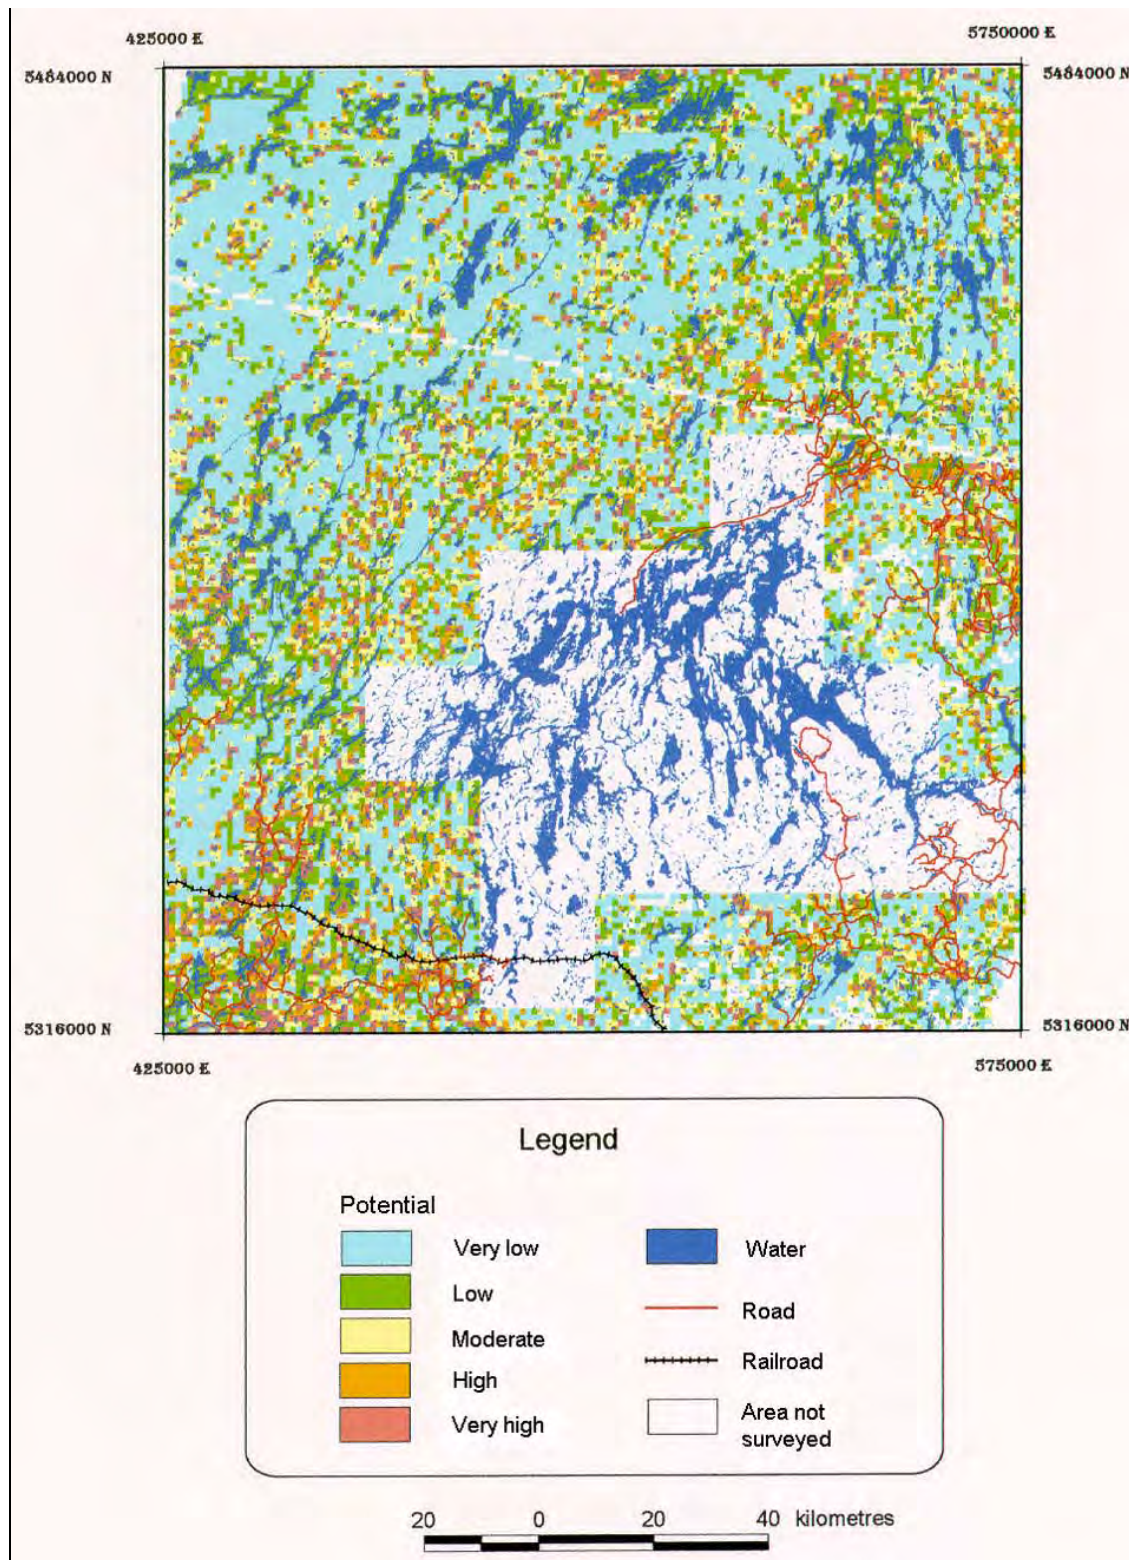 425000 E
5750000 E
5484000 N
5484000 N
5316000 N
5316000 N
425000 E
575000 E
Legend
Potential
Very low
Low
Moderate
High
Very high
Water
Road
Railroad
Area not
surveyed
20 0 20 40 kilometres